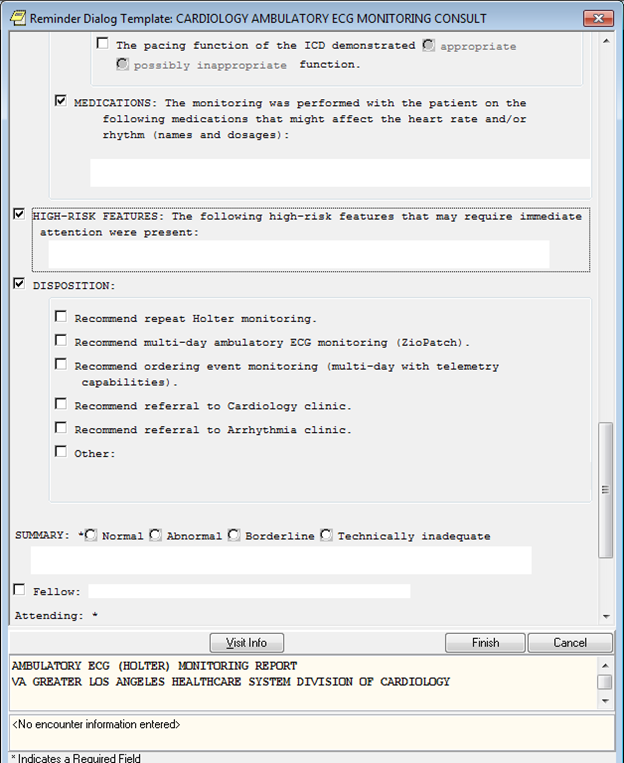 Reminder Dialog Template: CARDIOLOGY AMBULATORY ECG MONITORING CONSULT
The pacing function of the ICD demonstrated appropriate
possibly inappropriate function.
MEDICATIONS: The monitoring was performed with the patient on the
following medications that might affect the heart rate and/or
rhythm (names and dosages):
HIGH-RISK FEATURES: The following high-risk features that may require immediate
attention were present:
DISPOSITION:
Recommend repeat Holter monitoring.
Recommend multi-day ambulatory ECG monitoring (ZioPatch).
Recommend ordering event monitoring (multi-day with telemetry
capabilities).
Recommend referral to Cardiology clinic.
Recommend referral to Arrhythmia clinic.
Other:
SUMMARY: * Normal Abnormal Borderline Technically inadequate
Fellow:
Attending: *
Visit Info Finish Cancel
AMBULATORY ECG (HOLTER) MONITORING REPORT
VA GREATER LOS ANGELES HEALTHCARE SYSTEM DIVISION OF CARDIOLOGY
<No encounter information entered>
* Indicates a Required Field